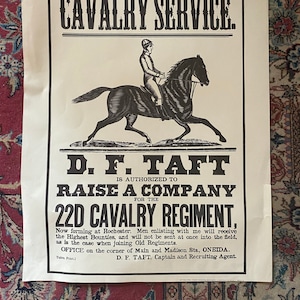 CAVALRY SERVICE.
D. F. TAFT
IS AUTHORIZED TO
RAISE A COMPANY
FOR THE
22D CAVALRY REGIMENT,
Now forming at Rochester. Men enlisting with me will receive
the Highest Bounties, and will not be sent at once into the field,
as is the case when joining Old Regiments.
OFFICE on the corner of Main and Madison Sts, ONEIDA.
D. F. TAFT, Captain and Recruiting Agent.